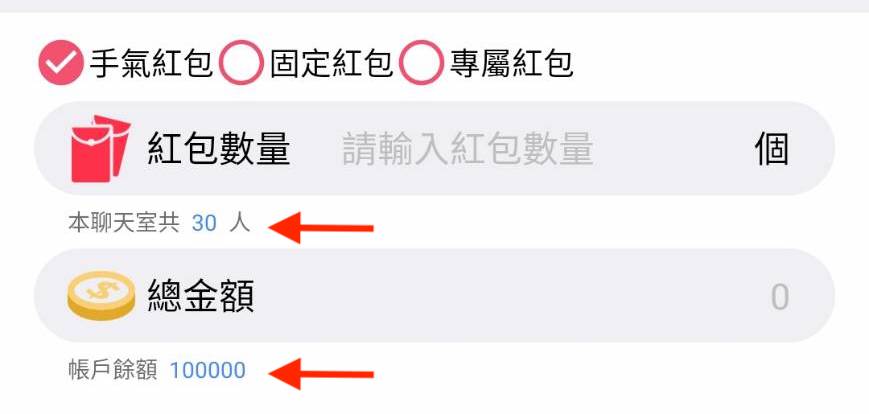 手氣紅包 固定紅包 專屬紅包
紅包數量 請輸入紅包數量 個
本聊天室共 30 人
總金額 0
帳戶餘額 100000